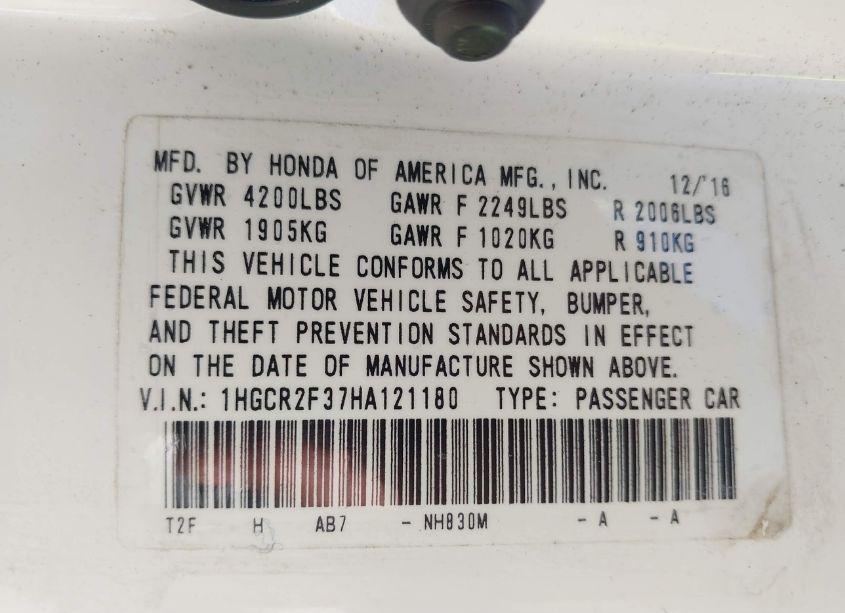 MFD. BY HONDA OF AMERICA MFG., INC. 12/'16
GVWR 4200LBS GAWR F 2249LBS R 2006LBS
GVWR 1905KG GAWR F 1020KG R 910KG
THIS VEHICLE CONFORMS TO ALL APPLICABLE
FEDERAL MOTOR VEHICLE SAFETY, BUMPER,
AND THEFT PREVENTION STANDARDS IN EFFECT
ON THE DATE OF MANUFACTURE SHOWN ABOVE.
V.I.N.: 1HGCR2F37HA121180 TYPE: PASSENGER CAR
T2F H AB7 - NH830M - A - A